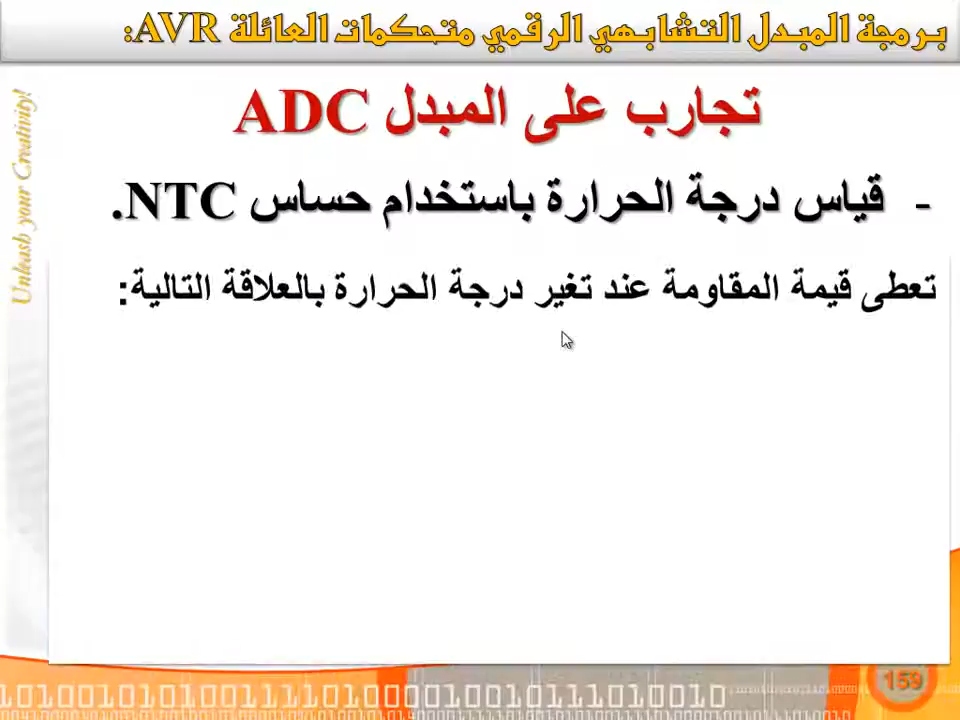 برمجة المبدل التشابهي الرقمي متحكمات العائلة AVR:
Unleash your Creativity!
تجارب على المبدل ADC
- قياس درجة الحرارة باستخدام حساس NTC.
تعطى قيمة المقاومة عند تغير درجة الحرارة بالعلاقة التالية:
159